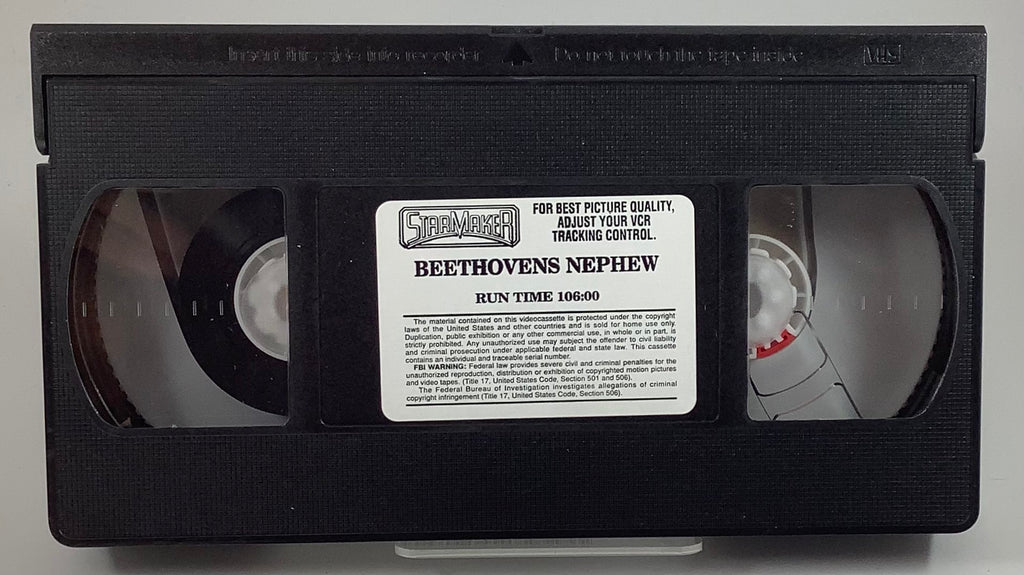 Insert this side into recorder
Do not touch the tape inside
VHS
STARMAKER
FOR BEST PICTURE QUALITY,
ADJUST YOUR VCR
TRACKING CONTROL.
BEETHOVENS NEPHEW
RUN TIME 106:00
The material contained on this videocassette is protected under the copyright
laws of the United States and other countries and is sold for home use only.
Duplication, public exhibition or any other commercial use, in whole or in part, is
strictly prohibited. Any unauthorized use may subject the offender to civil liability
and criminal prosecution under applicable federal and state law. This cassette
contains an individual and traceable serial number.
FBI WARNING: Federal law provides severe civil and criminal penalties for the
unauthorized reproduction, distribution or exhibition of copyrighted motion pictures
and video tapes. (Title 17, United States Code, Section 501 and 506).
The Federal Bureau of Investigation investigates allegations of criminal
copyright infringement (Title 17, United States Code, Section 506).